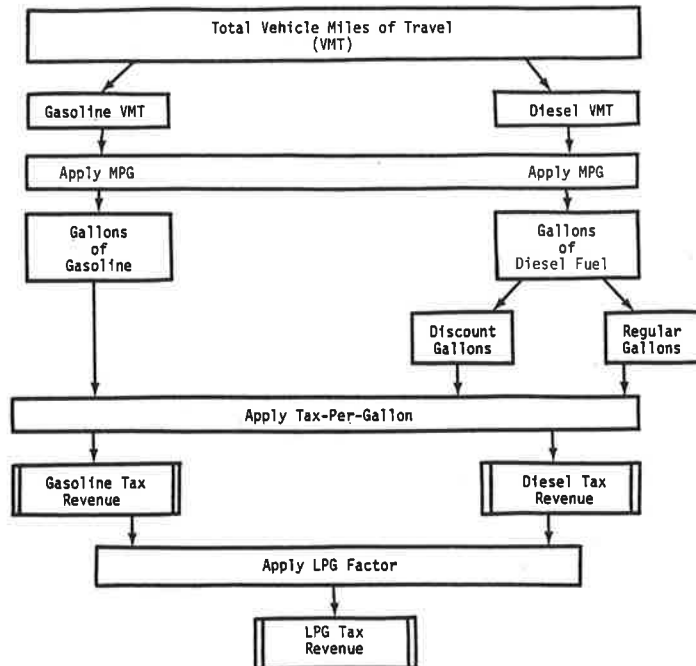 Total Vehicle Miles of Travel
(VMT)
Gasoline VMT
Diesel VMT
Apply MPG
Apply MPG
Gallons
of
Gasoline
Gallons
of
Diesel Fuel
Discount
Gallons
Regular
Gallons
Apply Tax-Per-Gallon
Gasoline Tax
Revenue
Diesel Tax
Revenue
Apply LPG Factor
LPG Tax
Revenue